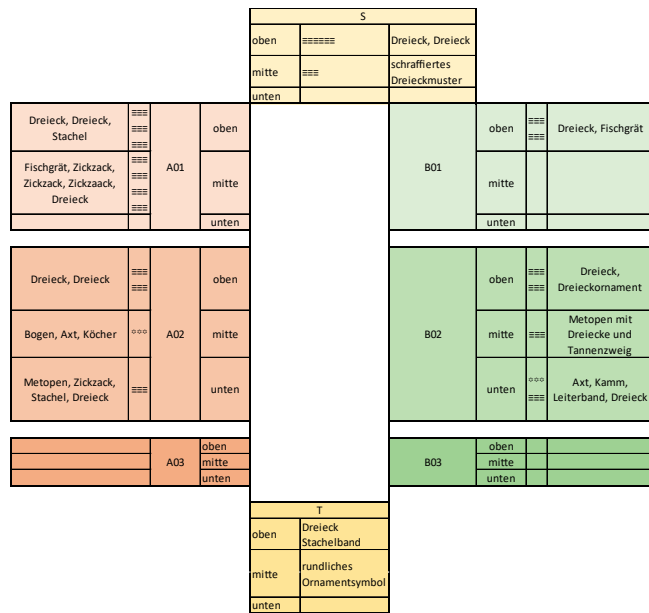 S
oben ≡≡≡≡≡≡ Dreieck, Dreieck
mitte ≡≡≡ schraffiertes
Dreieckmuster
unten
Dreieck, Dreieck,
Stachel
≡≡≡
≡≡≡
≡≡≡
A01
oben
Fischgrät, Zickzack,
Zickzack, Zickzaack,
Dreieck
≡≡≡
≡≡≡
≡≡≡
≡≡≡
mitte
unten
B01
oben
≡≡≡
≡≡≡
Dreieck, Fischgrät
mitte
unten
Dreieck, Dreieck
≡≡≡
≡≡≡
A02
oben
Bogen, Axt, Köcher
°°°
mitte
Metopen, Zickzack,
Stachel, Dreieck
≡≡≡
unten
B02
oben
≡≡≡
≡≡≡
Dreieck,
Dreieckornament
mitte
≡≡≡
Metopen mit
Dreiecke und
Tannenzweig
unten
°°°
≡≡≡
Axt, Kamm,
Leiterband, Dreieck
A03
oben
mitte
unten
B03
oben
mitte
unten
T
oben
Dreieck
Stachelband
mitte
rundliches
Ornamentsymbol
unten